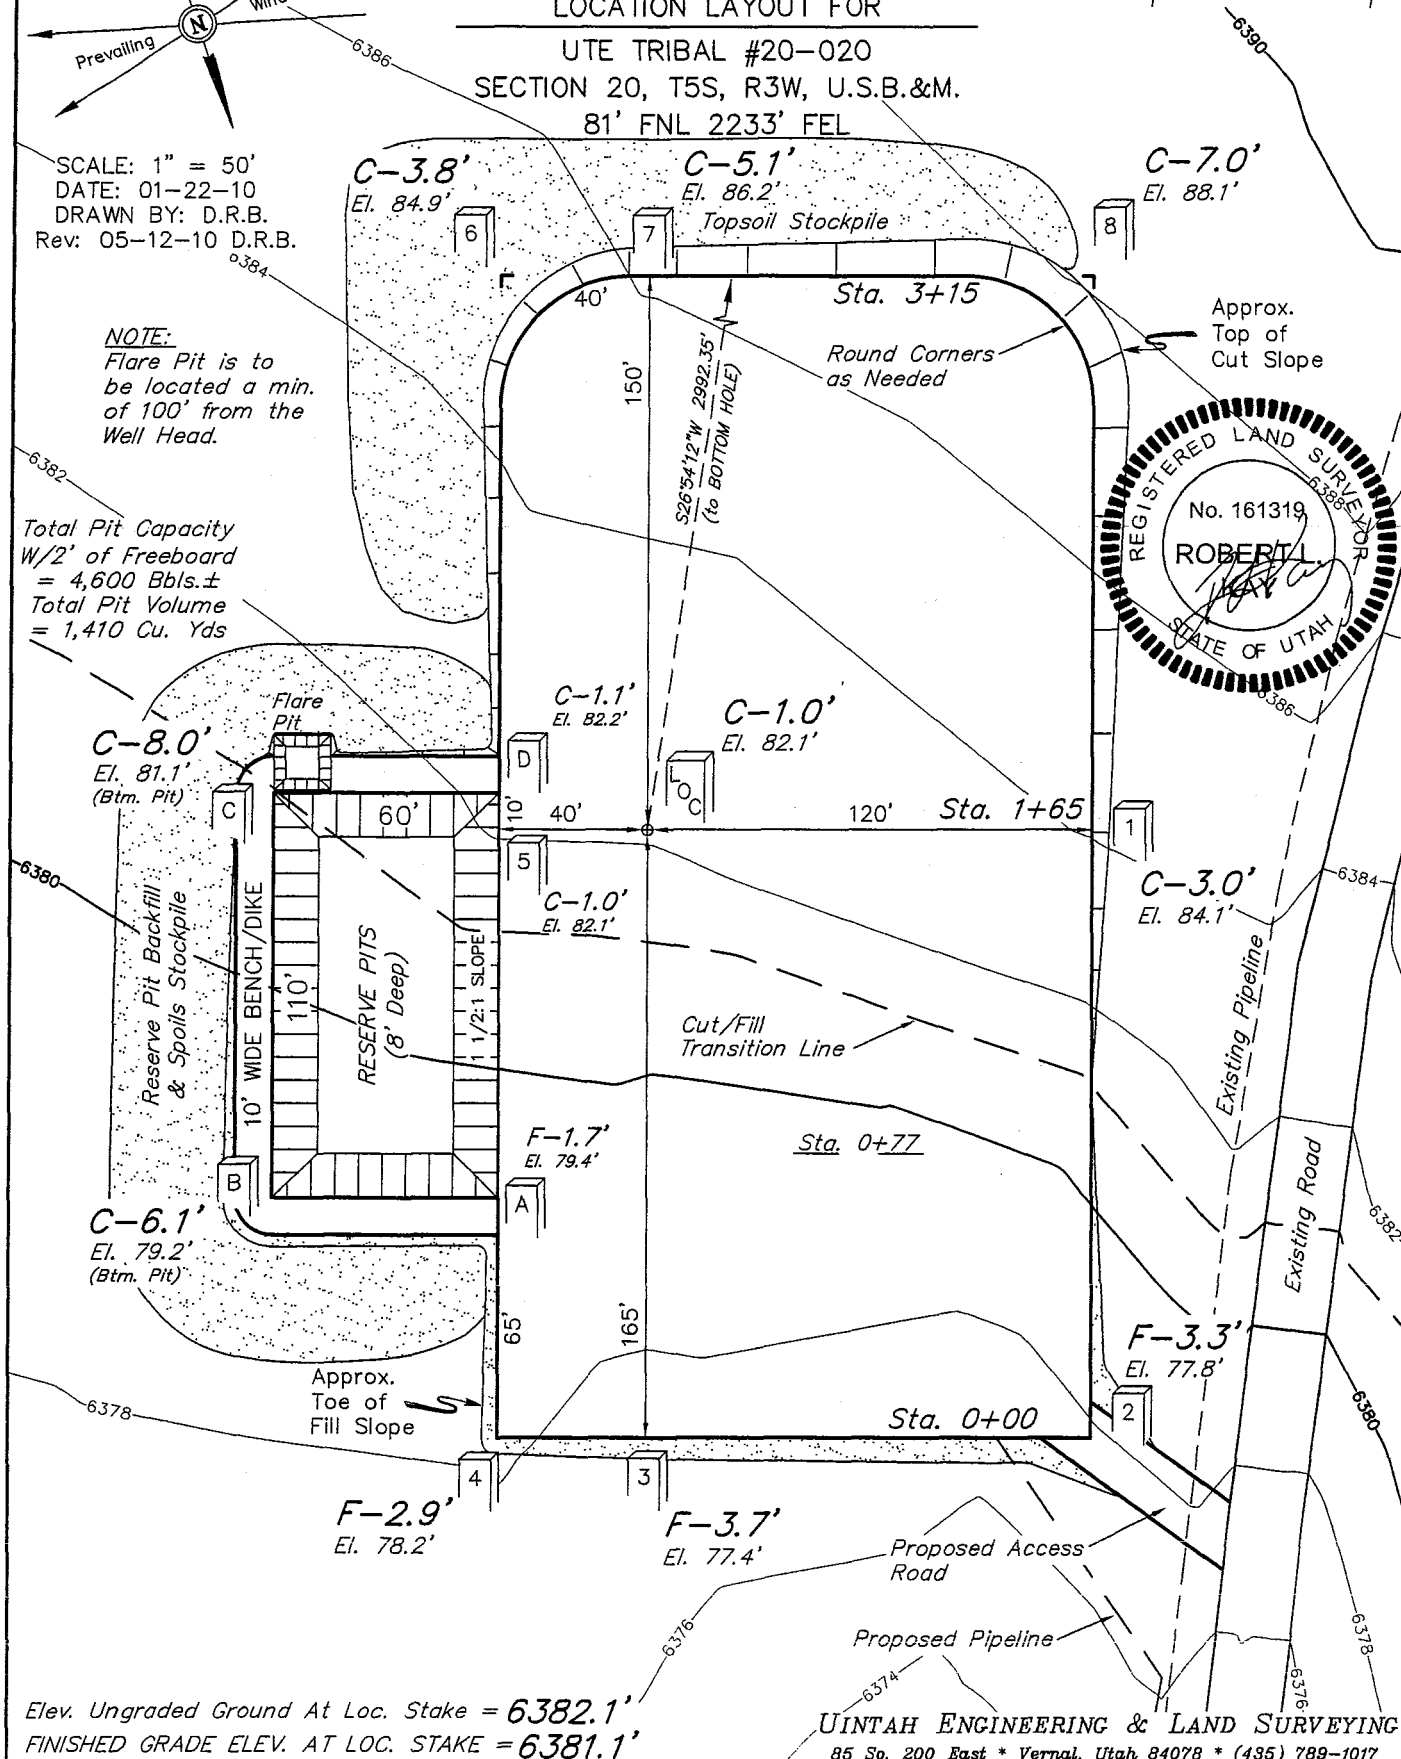 LOCATION LAYOUT FOR
UTE TRIBAL #20-020
SECTION 20, T5S, R3W, U.S.B.&M.
81' FNL 2233' FEL
N
Prevailing
SCALE: 1" = 50'
DATE: 01-22-10
DRAWN BY: D.R.B.
Rev: 05-12-10 D.R.B.
6386
6390
6384
C-3.8'
El. 84.9'
6
C-5.1'
El. 86.2'
7
Topsoil Stockpile
C-7.0'
El. 88.1'
8
40'
Sta. 3+15
Approx.
Top of
Cut Slope
Round Corners
as Needed
150'
S26°54'12"W 2992.35'
(to BOTTOM HOLE)
NOTE:
Flare Pit is to
be located a min.
of 100' from the
Well Head.
6382
REGISTERED LAND SURVEYOR
No. 161319
ROBERT L.
KAY
STATE OF UTAH
6388
6386
Total Pit Capacity
W/2' of Freeboard
= 4,600 Bbls.±
Total Pit Volume
= 1,410 Cu. Yds
Flare
Pit
C-8.0'
El. 81.1'
(Btm. Pit)
C
C-1.1'
El. 82.2'
D
C-1.0'
El. 82.1'
LOC
60'
10'
40'
120'
Sta. 1+65
1
5
C-1.0'
El. 82.1'
C-3.0'
El. 84.1'
6384
6380
Reserve Pit Backfill
& Spoils Stockpile
10' WIDE BENCH/DIKE
110'
RESERVE PITS
(8' Deep)
1 1/2:1 SLOPE
Cut/Fill
Transition Line
Existing Pipeline
Sta. 0+77
F-1.7'
El. 79.4'
A
B
C-6.1'
El. 79.2'
(Btm. Pit)
Existing Road
6382
65'
165'
F-3.3'
El. 77.8'
2
Approx.
Toe of
Fill Slope
6378
6380
Sta. 0+00
4
3
F-2.9'
El. 78.2'
F-3.7'
El. 77.4'
Proposed Access
Road
Proposed Pipeline
6376
6374
6378
6376
Elev. Ungraded Ground At Loc. Stake = 6382.1'
FINISHED GRADE ELEV. AT LOC. STAKE = 6381.1'
UINTAH ENGINEERING & LAND SURVEYING
85 So. 200 East * Vernal, Utah 84078 * (435) 789-1017